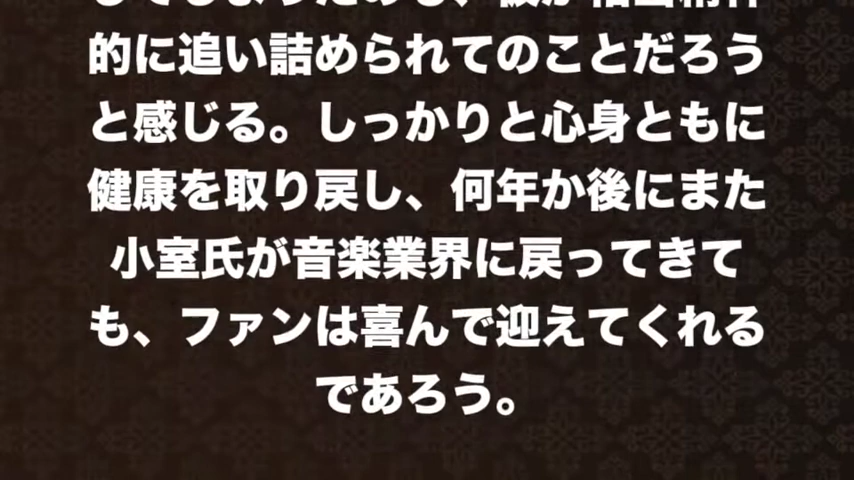 的に追い詰められてのことだろう
と感じる。しっかりと心身ともに
健康を取り戻し、何年か後にまた
小室氏が音楽業界に戻ってきて
も、ファンは喜んで迎えてくれる
であろう。